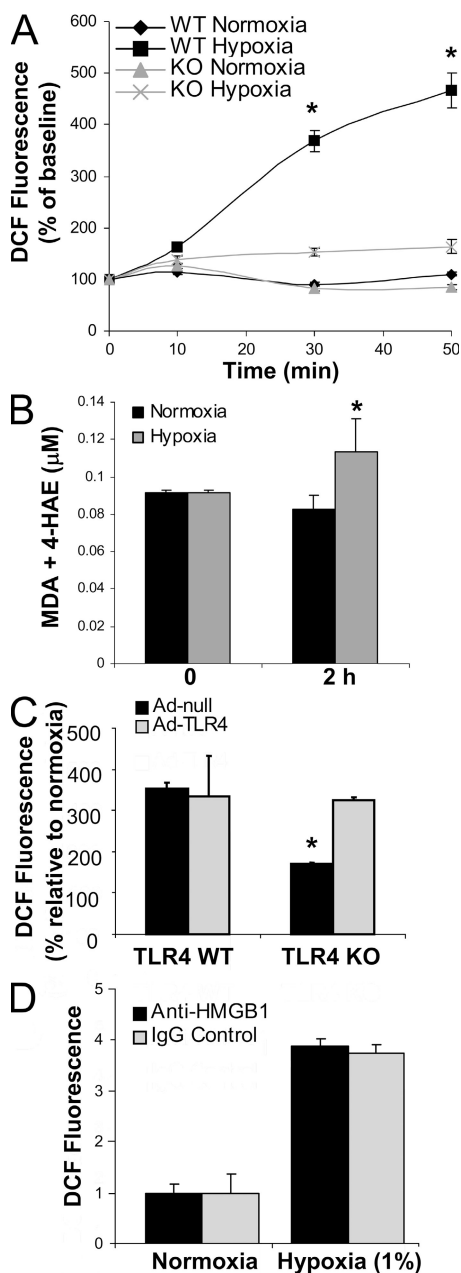 A
WT Normoxia
WT Hypoxia
KO Normoxia
KO Hypoxia
DCF Fluorescence
(% of baseline)
600
500
400
300
200
100
0
*
*
0 10 20 30 40 50
Time (min)
B
Normoxia
Hypoxia
MDA + 4-HAE (µM)
0.14
0.12
0.1
0.08
0.06
0.04
0.02
0
*
0 2 h
C
Ad-null
Ad-TLR4
DCF Fluorescence
(% relative to normoxia)
500
400
300
200
100
0
*
TLR4 WT TLR4 KO
D
Anti-HMGB1
IgG Control
DCF Fluorescence
5
4
3
2
1
0
Normoxia Hypoxia (1%)